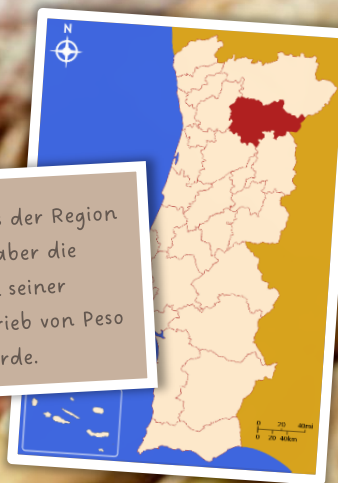 N
s der Region
aber die
seiner
rieb von Peso
rde.
0 20 40mi
0 20 40km